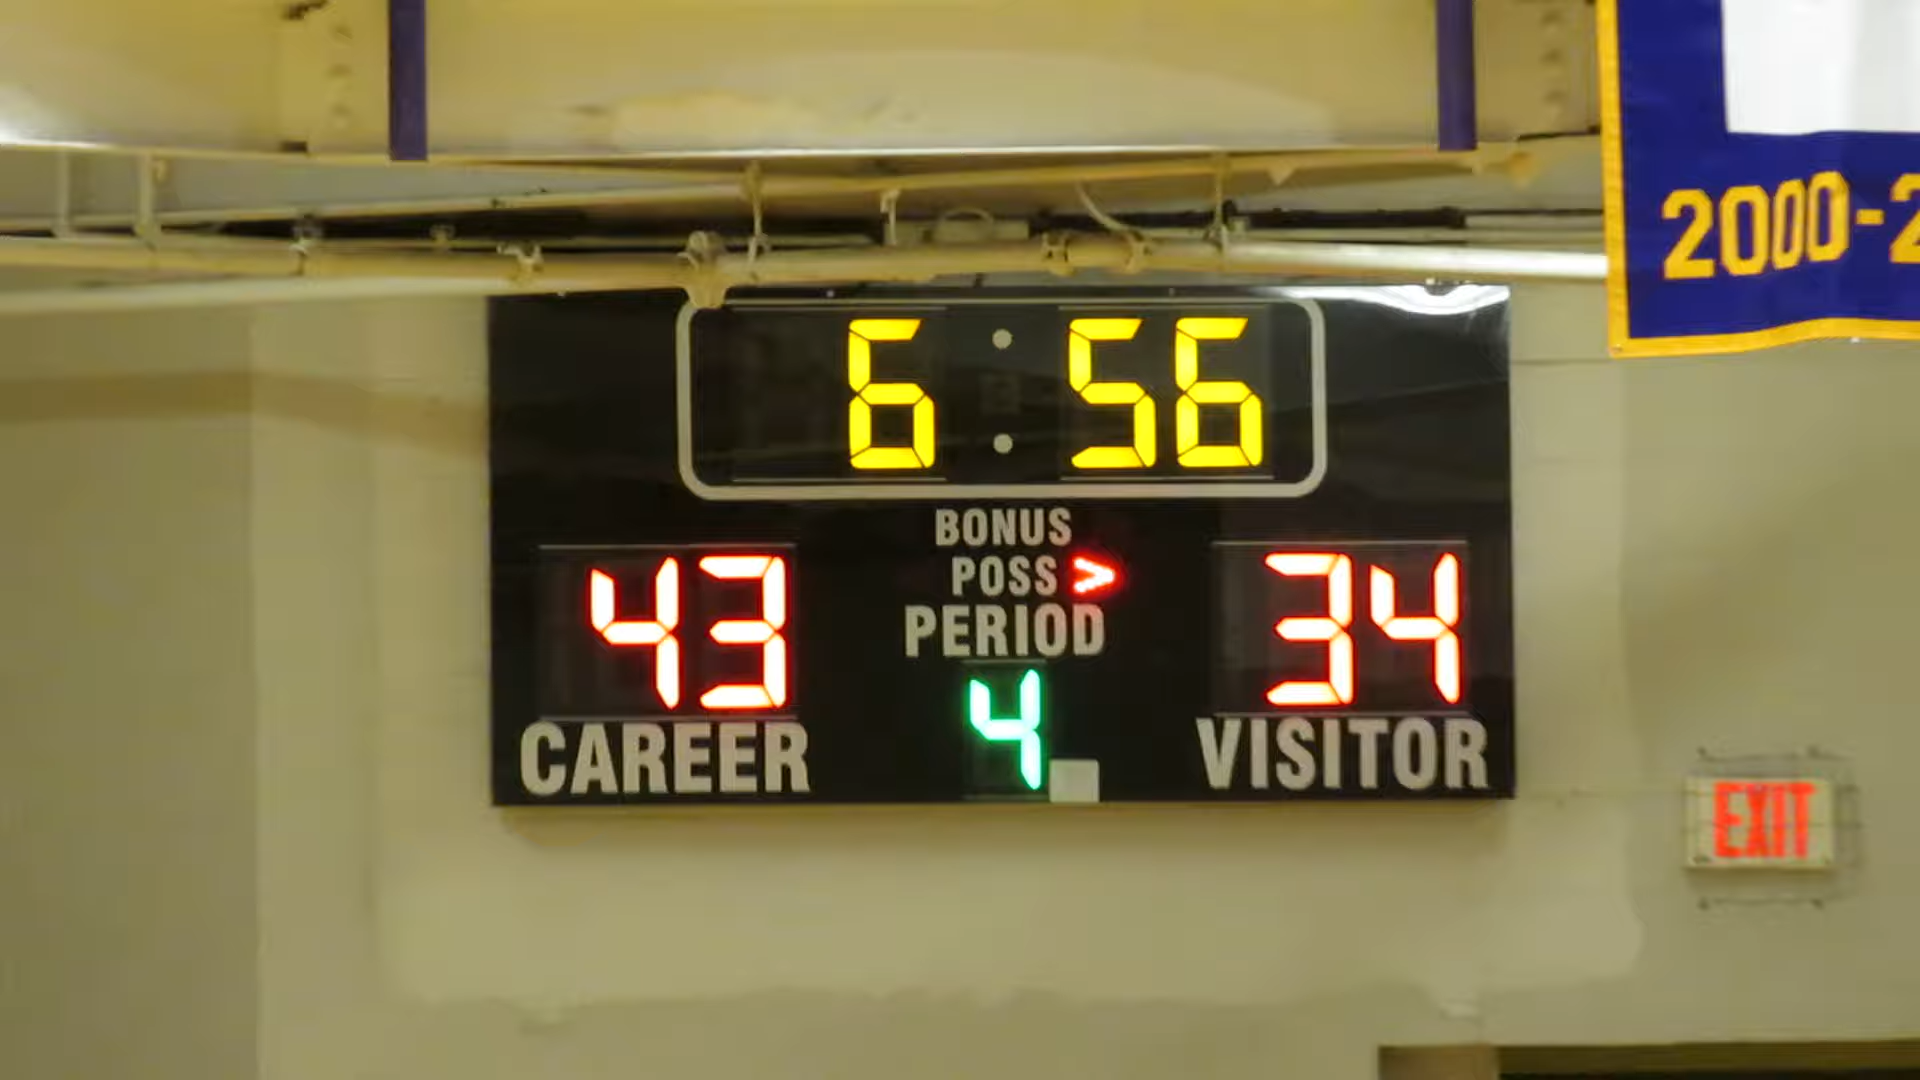 2000-2
6:56
BONUS
POSS >
PERIOD
43 4 34
CAREER VISITOR
EXIT